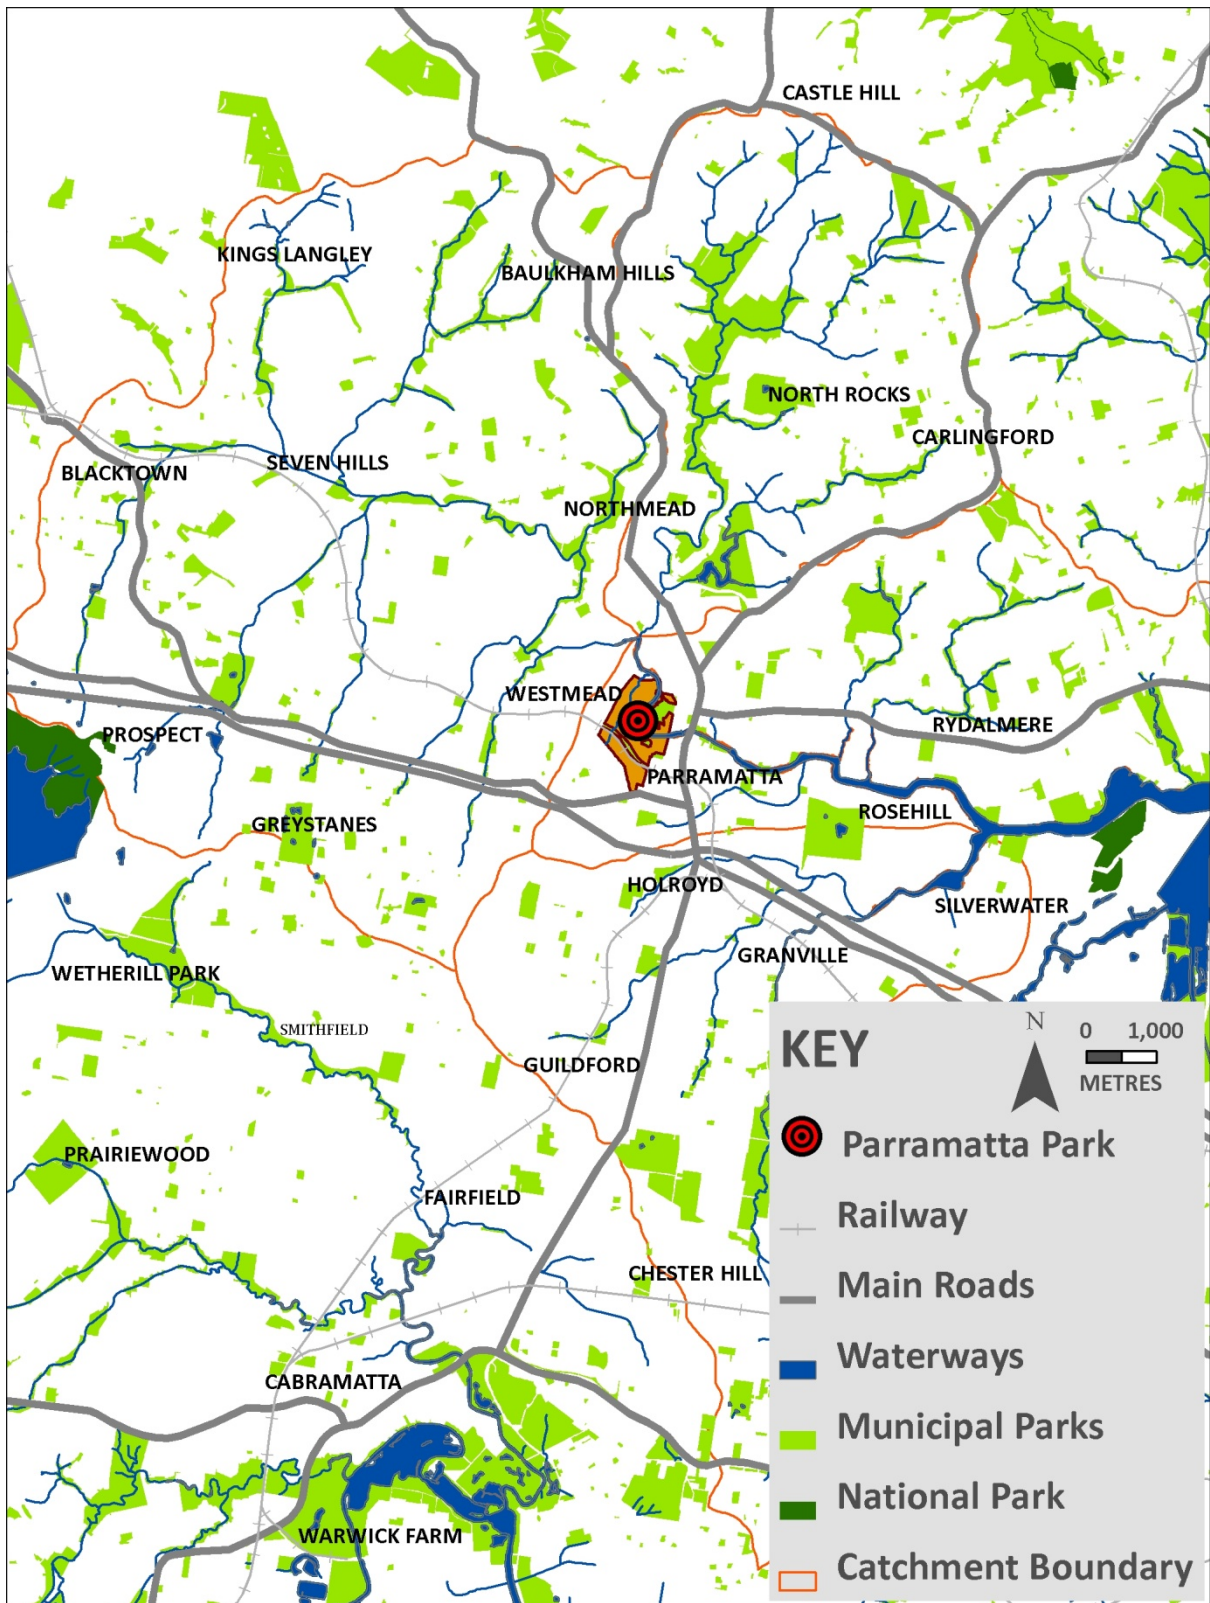 CASTLE HILL
KINGS LANGLEY
BAULKHAM HILLS
NORTH ROCKS
CARLINGFORD
BLACKTOWN
SEVEN HILLS
NORTHMEAD
WESTMEAD
PROSPECT
RYDALMERE
PARRAMATTA
GREYSTANES
ROSEHILL
HOLROYD
SILVERWATER
GRANVILLE
WETHERILL PARK
SMITHFIELD
GUILDFORD
PRAIRIEWOOD
FAIRFIELD
CHESTER HILL
CABRAMATTA
WARWICK FARM
KEY
N
0 1,000
METRES
Parramatta Park
Railway
Main Roads
Waterways
Municipal Parks
National Park
Catchment Boundary